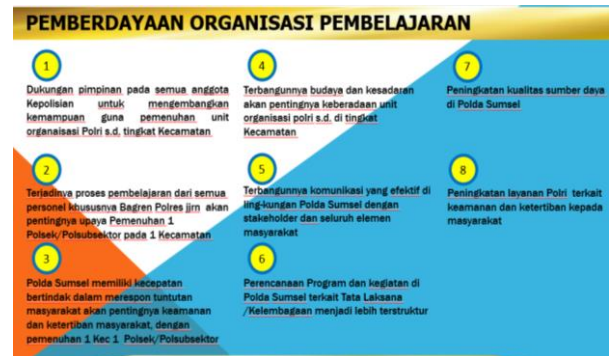 PEMBERDAYAAN ORGANISASI PEMBELAJARAN
1
Dukungan pimpinan pada semua anggota
Kepolisian untuk mengembangkan
kemampuan guna pemenuhan unit
organaisasi Polri s.d. tingkat Kecamatan
2
Terjadinya proses pembelajaran dari semua
personel khususnya Bagren Polres jjrn akan
pentingnya upaya Pemenuhan 1
Polsek/Polsubsektor pada 1 Kecamatan
3
Polda Sumsel memiliki kecepatan
bertindak dalam merespon tuntutan
masyarakat akan pentingnya keamanan
dan ketertiban masyarakat, dengan
pemenuhan 1 Kec 1 Polsek/Polsubsektor
4
Terbangunnya budaya dan kesadaran
akan pentingnya keberadaan unit
organisasi polri s.d. di tingkat
Kecamatan
5
Terbangunnya komunikasi yang efektif di
ling-kungan Polda Sumsel dengan
stakeholder dan seluruh elemen
masyarakat
6
Perencanaan Program dan kegiatan di
Polda Sumsel terkait Tata Laksana
/Kelembagaan menjadi lebih terstruktur
7
Peningkatan kualitas sumber daya
di Polda Sumsel
8
Peningkatan layanan Polri terkait
keamanan dan ketertiban kepada
masyarakat